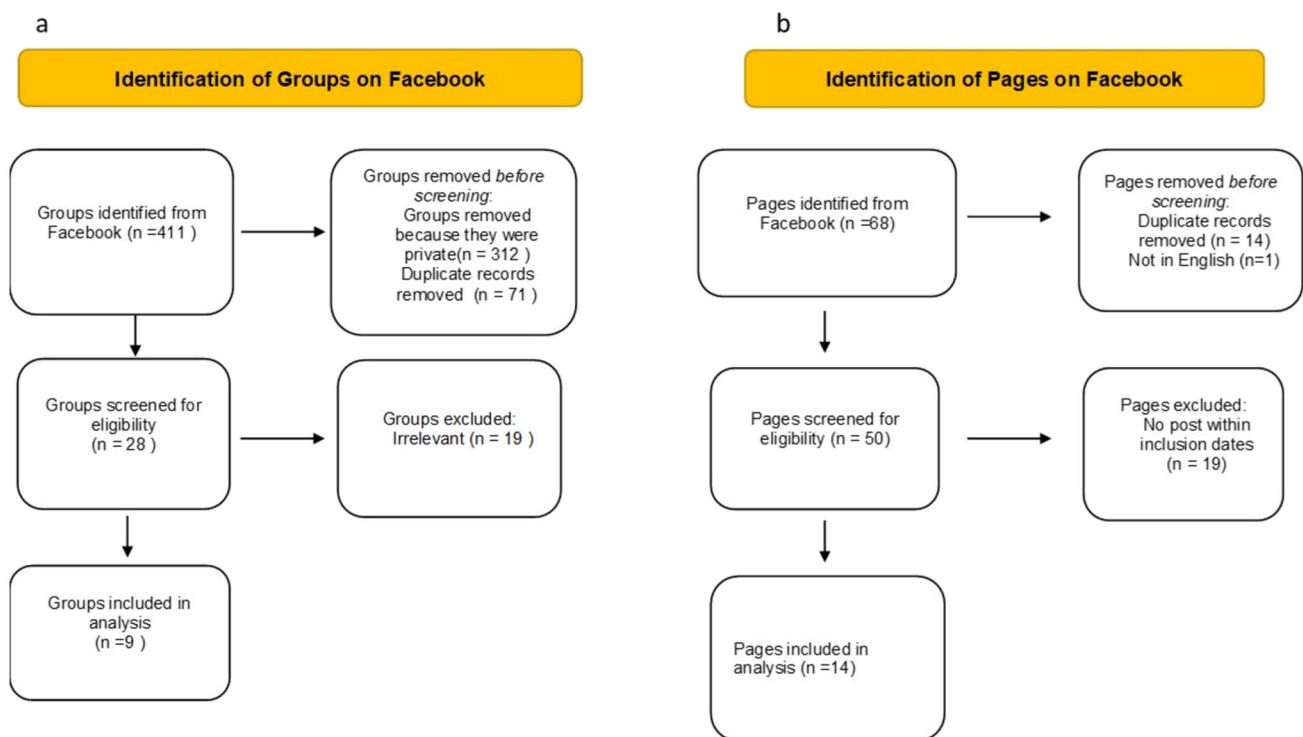 a
Identification of Groups on Facebook
Groups identified from
Facebook (n =411 )
Groups removed before
screening:
Groups removed
because they were
private(n = 312 )
Duplicate records
removed (n = 71 )
Groups screened for
eligibility
(n = 28 )
Groups excluded:
Irrelevant (n = 19 )
Groups included in
analysis
(n =9 )
b
Identification of Pages on Facebook
Pages identified from
Facebook (n =68)
Pages removed before
screening:
Duplicate records
removed (n = 14)
Not in English (n=1)
Pages screened for
eligibility (n = 50)
Pages excluded:
No post within
inclusion dates
(n = 19)
Pages included in
analysis (n =14)